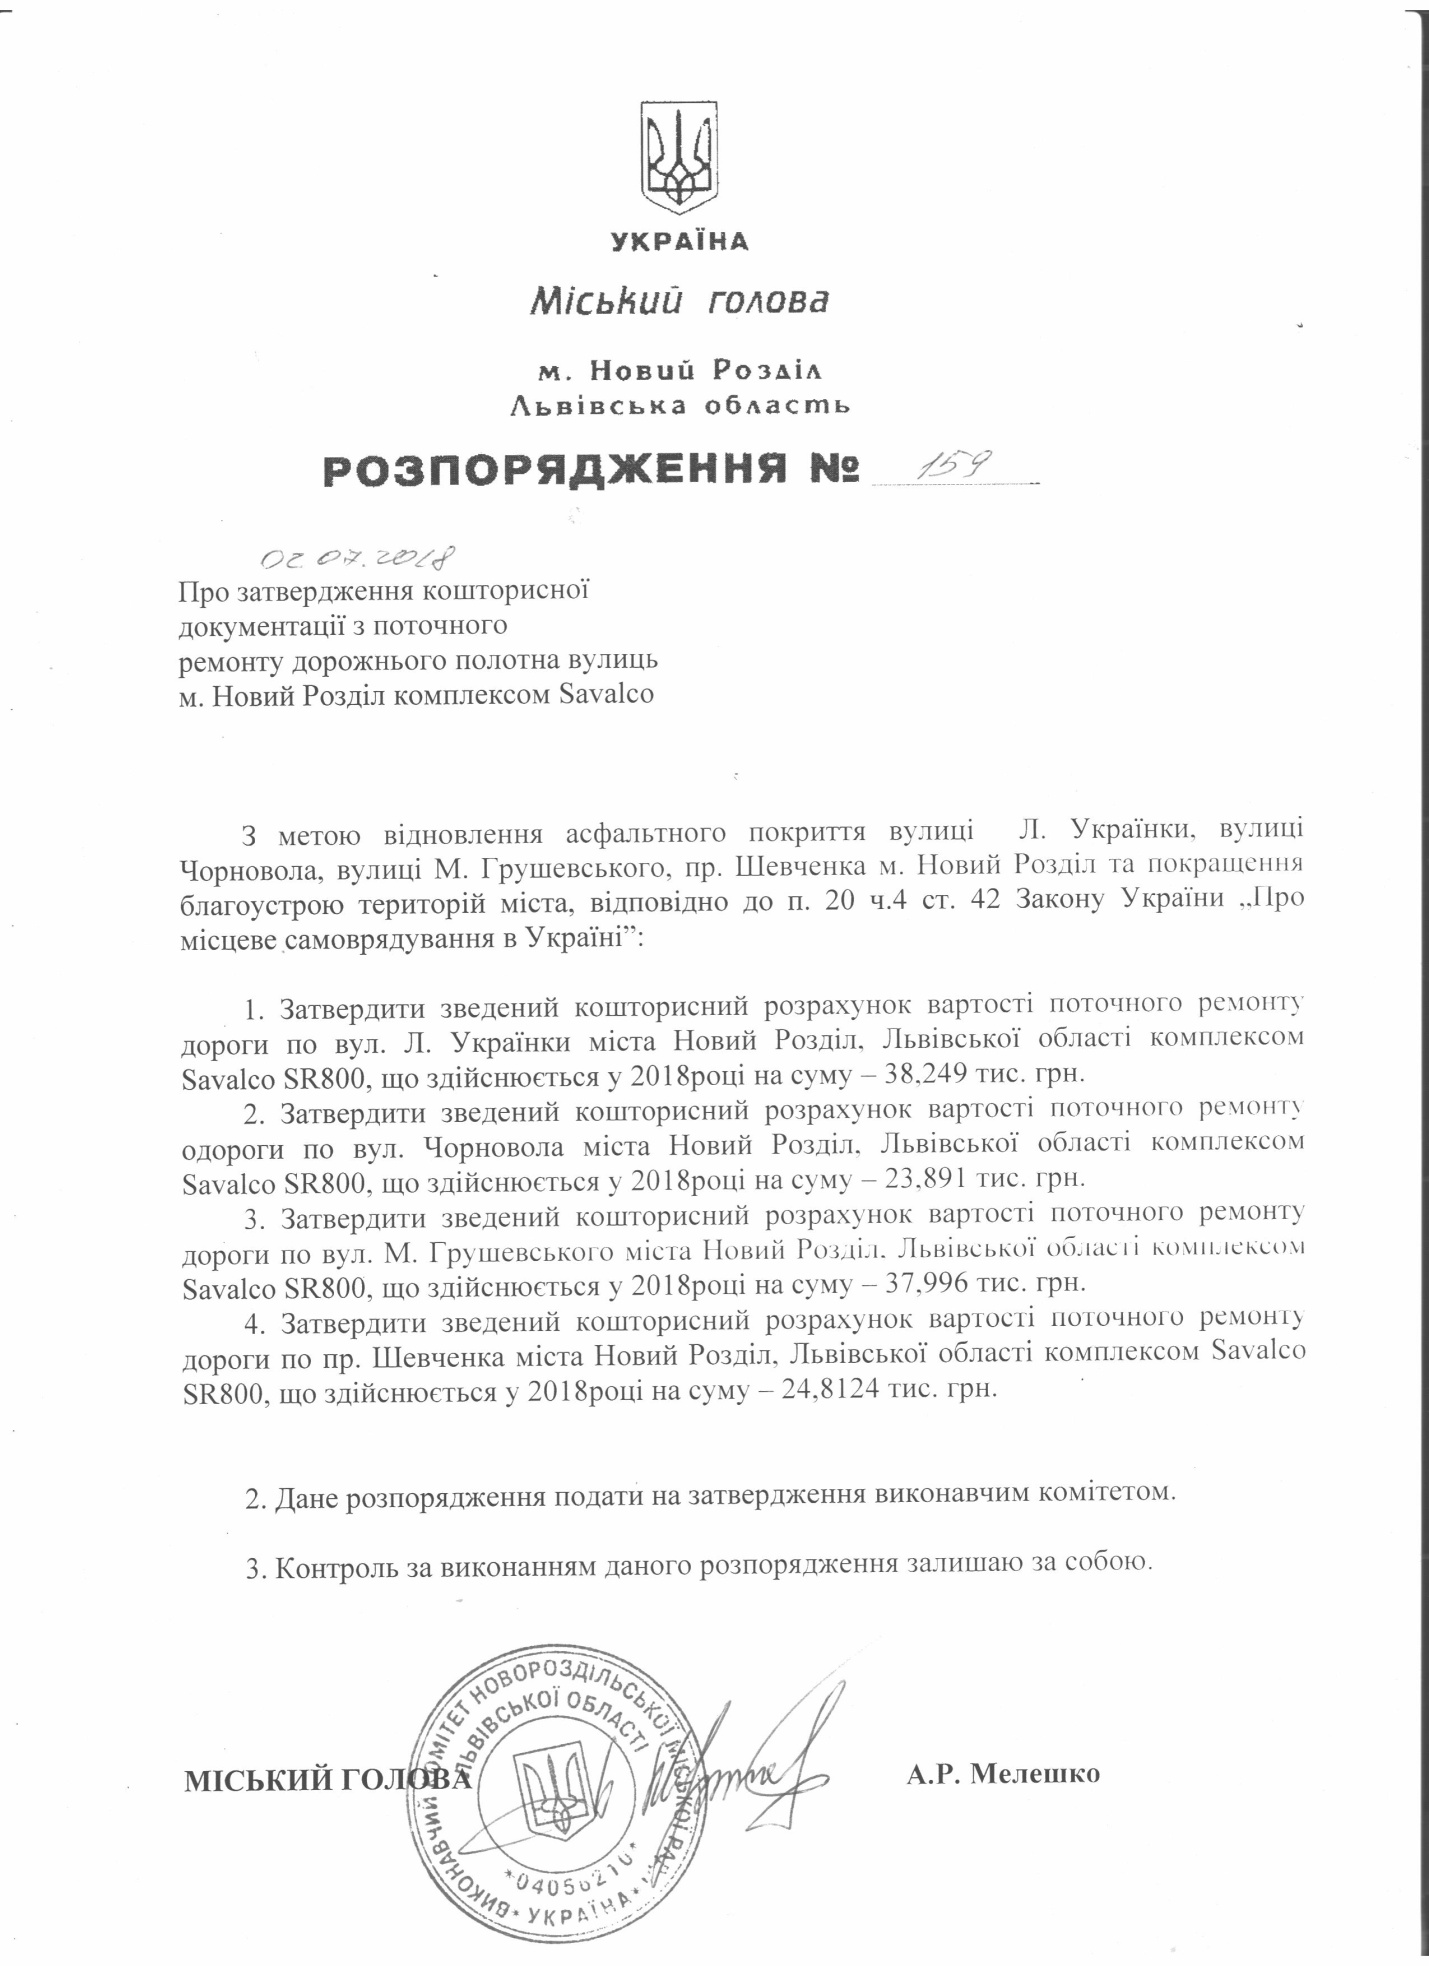 УКРАЇНА
Міський голова
м. Новий Розділ
Львівська область
РОЗПОРЯДЖЕННЯ № 159
02.07.2018
Про затвердження кошторисної
документації з поточного
ремонту дорожнього полотна вулиць
м. Новий Розділ комплексом Savalco
З метою відновлення асфальтного покриття вулиці Л. Українки, вулиці
Чорновола, вулиці М. Грушевського, пр. Шевченка м. Новий Розділ та покращення
благоустрою територій міста, відповідно до п. 20 ч.4 ст. 42 Закону України „Про
місцеве самоврядування в Україні”:
1. Затвердити зведений кошторисний розрахунок вартості поточного ремонту
дороги по вул. Л. Українки міста Новий Розділ, Львівської області комплексом
Savalco SR800, що здійснюється у 2018році на суму – 38,249 тис. грн.
2. Затвердити зведений кошторисний розрахунок вартості поточного ремонту
одороги по вул. Чорновола міста Новий Розділ, Львівської області комплексом
Savalco SR800, що здійснюється у 2018році на суму – 23,891 тис. грн.
3. Затвердити зведений кошторисний розрахунок вартості поточного ремонту
дороги по вул. М. Грушевського міста Новий Розділ, Львівської області комплексом
Savalco SR800, що здійснюється у 2018році на суму – 37,996 тис. грн.
4. Затвердити зведений кошторисний розрахунок вартості поточного ремонту
дороги по пр. Шевченка міста Новий Розділ, Львівської області комплексом Savalco
SR800, що здійснюється у 2018році на суму – 24,8124 тис. грн.
2. Дане розпорядження подати на затвердження виконавчим комітетом.
3. Контроль за виконанням даного розпорядження залишаю за собою.
МІСЬКИЙ ГОЛОВА А.Р. Мелешко
ВИКОНАВЧИЙ КОМІТЕТ НОВОРОЗДІЛЬСЬКОЇ МІСЬКОЇ РАДИ
ЛЬВІВСЬКОЇ ОБЛАСТІ
*04056210*
*УКРАЇНА*